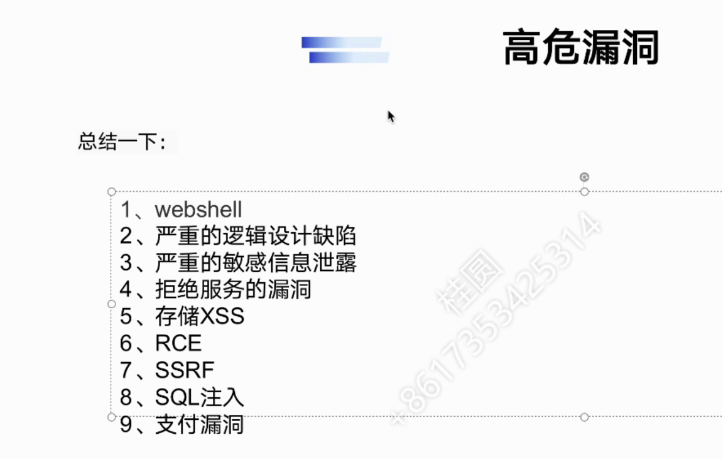 高危漏洞
总结一下：
1、webshell
2、严重的逻辑设计缺陷
3、严重的敏感信息泄露
4、拒绝服务的漏洞
5、存储XSS
6、RCE
7、SSRF
8、SQL注入
9、支付漏洞
桂圆
+8617353425314